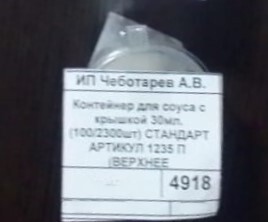 ИП Чеботарев А.В.
Контейнер для соуса с
крышкой 30мл.
(100/2300шт) СТАНДАРТ
АРТИКУЛ 1235 П
(ВЕРХНЕЕ
4918